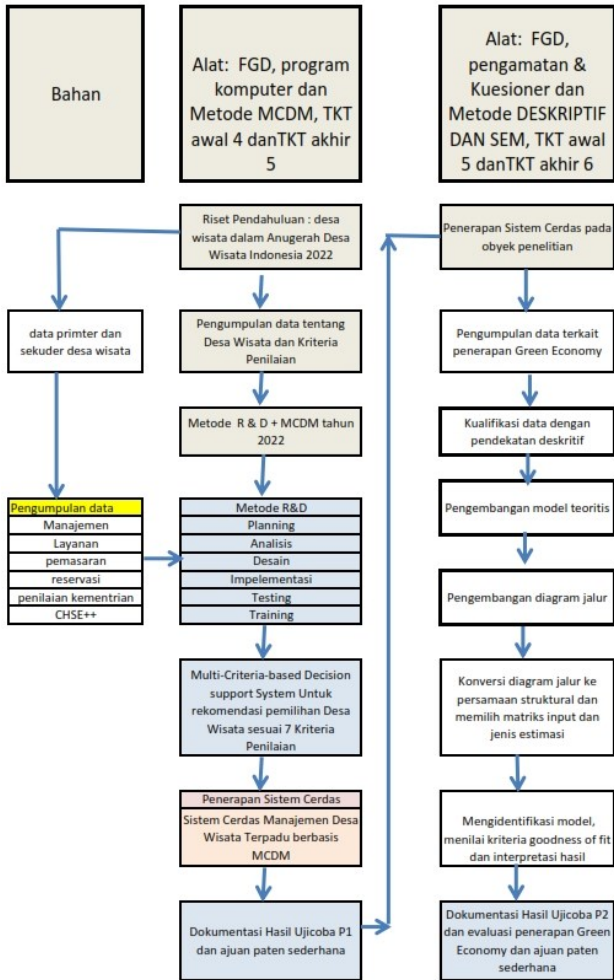 Bahan
Alat: FGD, program
komputer dan
Metode MCDM, TKT
awal 4 danTKT akhir
5
Alat: FGD,
pengamatan &
Kuesioner dan
Metode DESKRIPTIF
DAN SEM, TKT awal
5 danTKT akhir 6
Riset Pendahuluan : desa
wisata dalam Anugerah Desa
Wisata Indonesia 2022
Penerapan Sistem Cerdas pada
obyek penelitian
data primter dan
sekuder desa wisata
Pengumpulan data tentang
Desa Wisata dan Kriteria
Penilaian
Pengumpulan data terkait
penerapan Green Economy
Metode R & D + MCDM tahun
2022
Kualifikasi data dengan
pendekatan deskritif
Pengumpulan data
Manajemen
Layanan
pemasaran
reservasi
penilaian kementrian
CHSE++
Metode R&D
Planning
Analisis
Desain
Impelementasi
Testing
Training
Pengembangan model teoritis
Pengembangan diagram jalur
Multi-Criteria-based Decision
support System Untuk
rekomendasi pemilihan Desa
Wisata sesuai 7 Kriteria
Penilaian
Konversi diagram jalur ke
persamaan struktural dan
memilih matriks input dan
jenis estimasi
Penerapan Sistem Cerdas
Sistem Cerdas Manajemen Desa
Wisata Terpadu berbasis
MCDM
Mengidentifikasi model,
menilai kriteria goodness of fit
dan interpretasi hasil
Dokumentasi Hasil Ujicoba P1
dan ajuan paten sederhana
Dokumentasi Hasil Ujicoba P2
dan evaluasi penerapan Green
Economy dan ajuan paten
sederhana